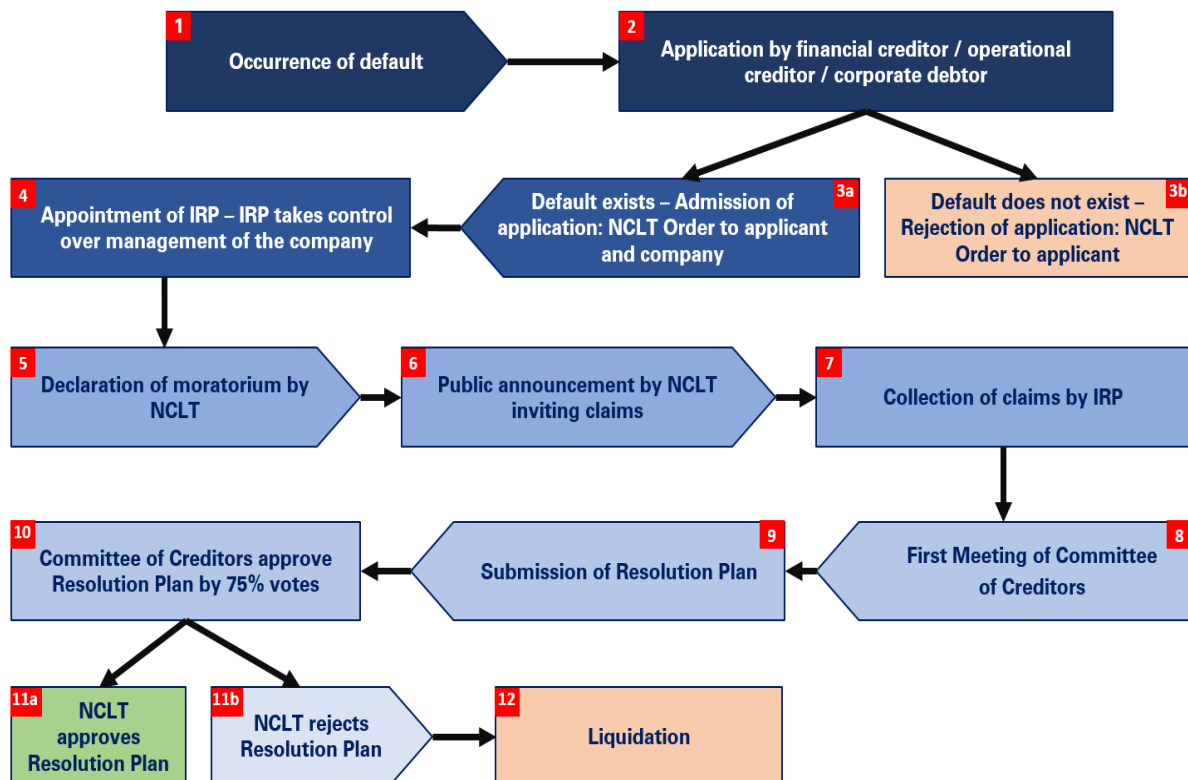 1
Occurrence of default
2
Application by financial creditor / operational
creditor / corporate debtor
3a
Default exists – Admission of
application: NCLT Order to applicant
and company
3b
Default does not exist –
Rejection of application: NCLT
Order to applicant
4
Appointment of IRP – IRP takes control
over management of the company
5
Declaration of moratorium by
NCLT
6
Public announcement by NCLT
inviting claims
7
Collection of claims by IRP
8
First Meeting of Committee
of Creditors
9
Submission of Resolution Plan
10
Committee of Creditors approve
Resolution Plan by 75% votes
11a
NCLT
approves
Resolution Plan
11b
NCLT rejects
Resolution Plan
12
Liquidation